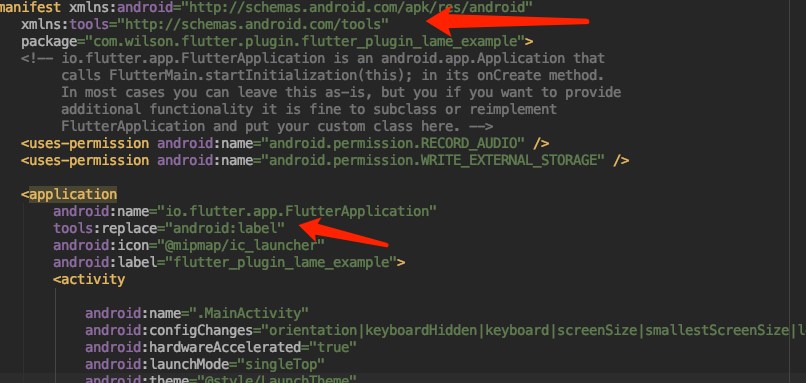 manifest xmlns:android="http://schemas.android.com/apk/res/android"
xmlns:tools="http://schemas.android.com/tools"
package="com.wilson.flutter.plugin.flutter_plugin_lame_example">
<!-- io.flutter.app.FlutterApplication is an android.app.Application that
calls FlutterMain.startInitialization(this); in its onCreate method.
In most cases you can leave this as-is, but you if you want to provide
additional functionality it is fine to subclass or reimplement
FlutterApplication and put your custom class here. -->
<uses-permission android:name="android.permission.RECORD_AUDIO" />
<uses-permission android:name="android.permission.WRITE_EXTERNAL_STORAGE" />
<application
android:name="io.flutter.app.FlutterApplication"
tools:replace="android:label"
android:icon="@mipmap/ic_launcher"
android:label="flutter_plugin_lame_example">
<activity
android:name=".MainActivity"
android:configChanges="orientation|keyboardHidden|keyboard|screenSize|smallestScreenSize|l
android:hardwareAccelerated="true"
android:launchMode="singleTop"
android:theme="@style/LaunchTheme"